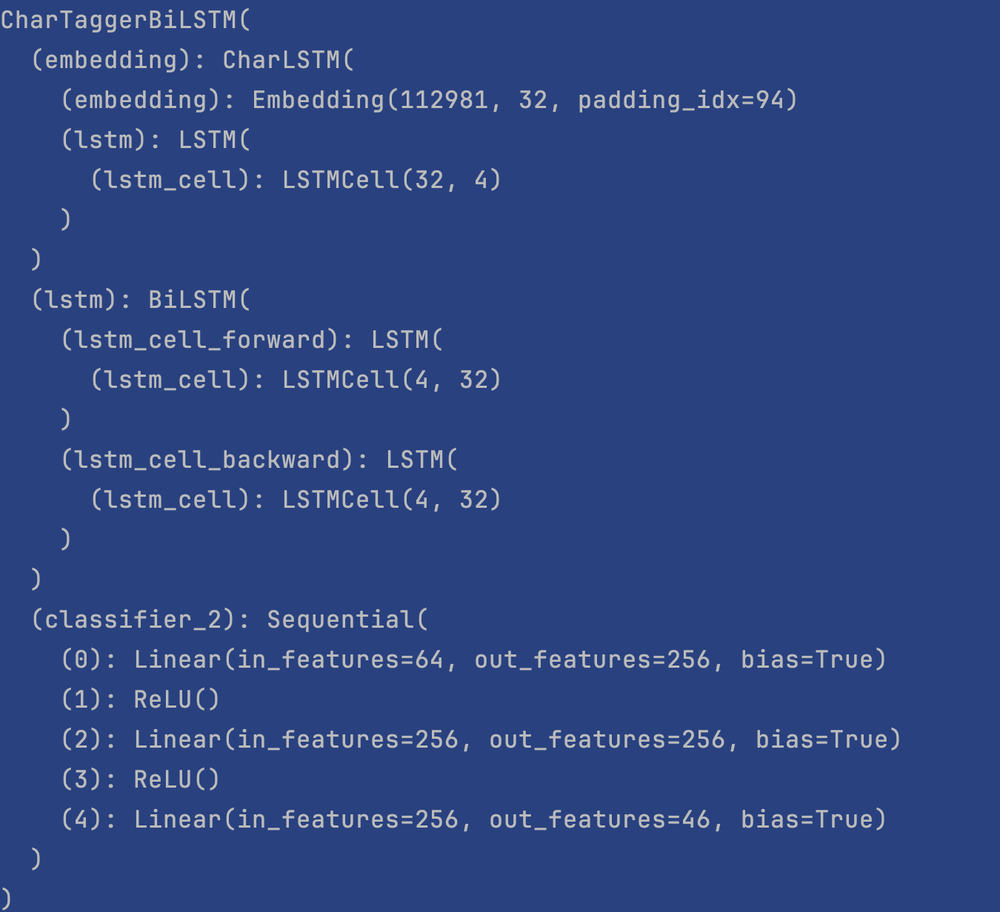 CharTaggerBiLSTM(
  (embedding): CharLSTM(
    (embedding): Embedding(112981, 32, padding_idx=94)
    (lstm): LSTM(
      (lstm_cell): LSTMCell(32, 4)
    )
  )
  (lstm): BiLSTM(
    (lstm_cell_forward): LSTM(
      (lstm_cell): LSTMCell(4, 32)
    )
    (lstm_cell_backward): LSTM(
      (lstm_cell): LSTMCell(4, 32)
    )
  )
  (classifier_2): Sequential(
    (0): Linear(in_features=64, out_features=256, bias=True)
    (1): ReLU()
    (2): Linear(in_features=256, out_features=256, bias=True)
    (3): ReLU()
    (4): Linear(in_features=256, out_features=46, bias=True)
  )
)